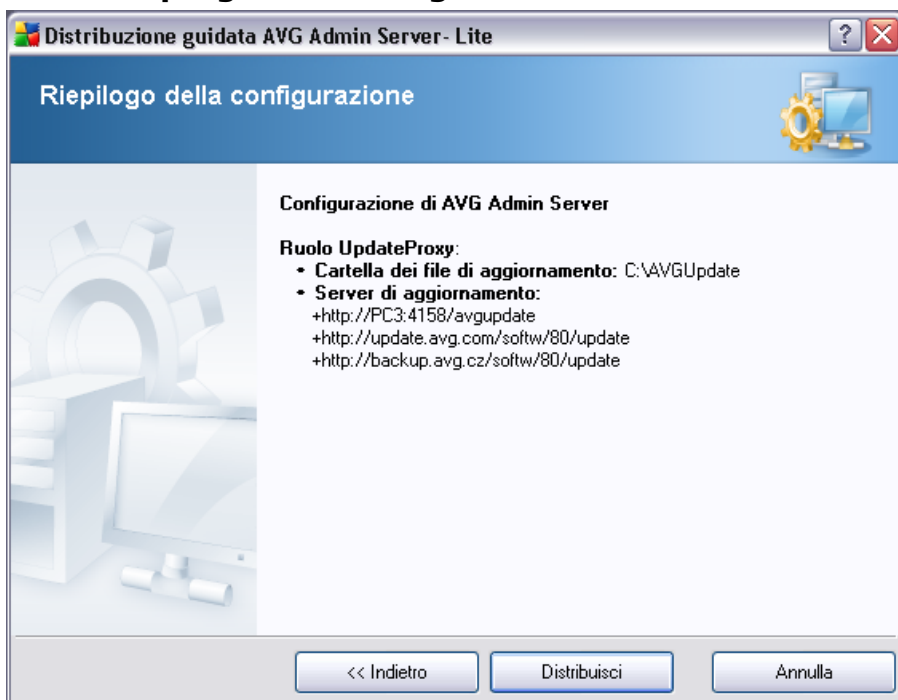 Distribuzione guidata AVG Admin Server- Lite
Riepilogo della configurazione
Configurazione di AVG Admin Server
Ruolo UpdateProxy:
• Cartella dei file di aggiornamento: C:\AVGUpdate
• Server di aggiornamento:
+http://PC3:4158/avgupdate
+http://update.avg.com/softw/80/update
+http://backup.avg.cz/softw/80/update
<< Indietro
Distribuisci
Annulla